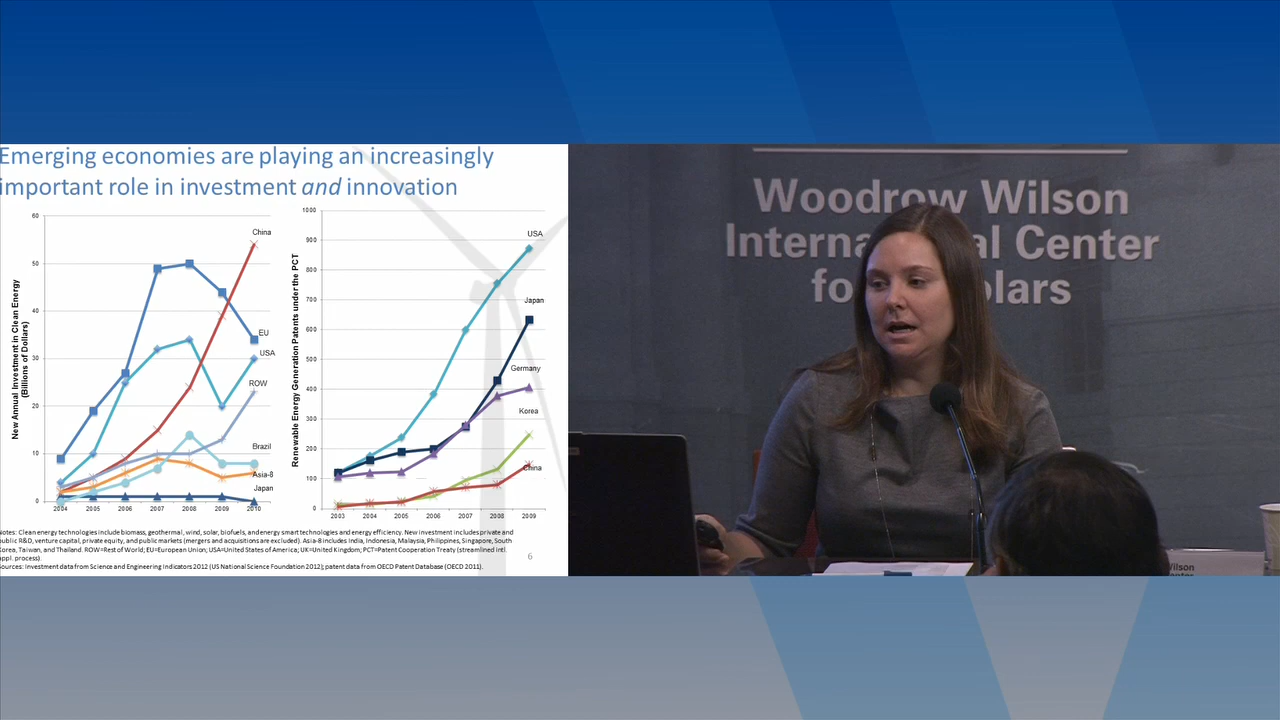 Emerging economies are playing an increasingly
important role in investment and innovation
New Annual Investment in Clean Energy
(Billions of Dollars)
60
50
40
30
20
10
0
2004 2005 2006 2007 2008 2009 2010
China
EU
USA
ROW
Brazil
Asia-8
Japan
Renewable Energy Generation Patents under the PCT
1000
900
800
700
600
500
400
300
200
100
0
2003 2004 2005 2006 2007 2008 2009
USA
Japan
Germany
Korea
China
Notes: Clean energy technologies include biomass, geothermal, wind, solar, biofuels, and energy smart technologies and energy efficiency. New investment includes private and
public R&D, venture capital, private equity, and public markets (mergers and acquisitions are excluded). Asia-8 includes India, Indonesia, Malaysia, Philippines, Singapore, South
Korea, Taiwan, and Thailand. ROW=Rest of World; EU=European Union; USA=United States of America; UK=United Kingdom; PCT=Patent Cooperation Treaty (streamlined Intl.
appl. process).
Sources: Investment data from Science and Engineering Indicators 2012 (US National Science Foundation 2012); patent data from OECD Patent Database (OECD 2011).
6
Woodrow Wilson
Interna al Center
fo olars
Wilson